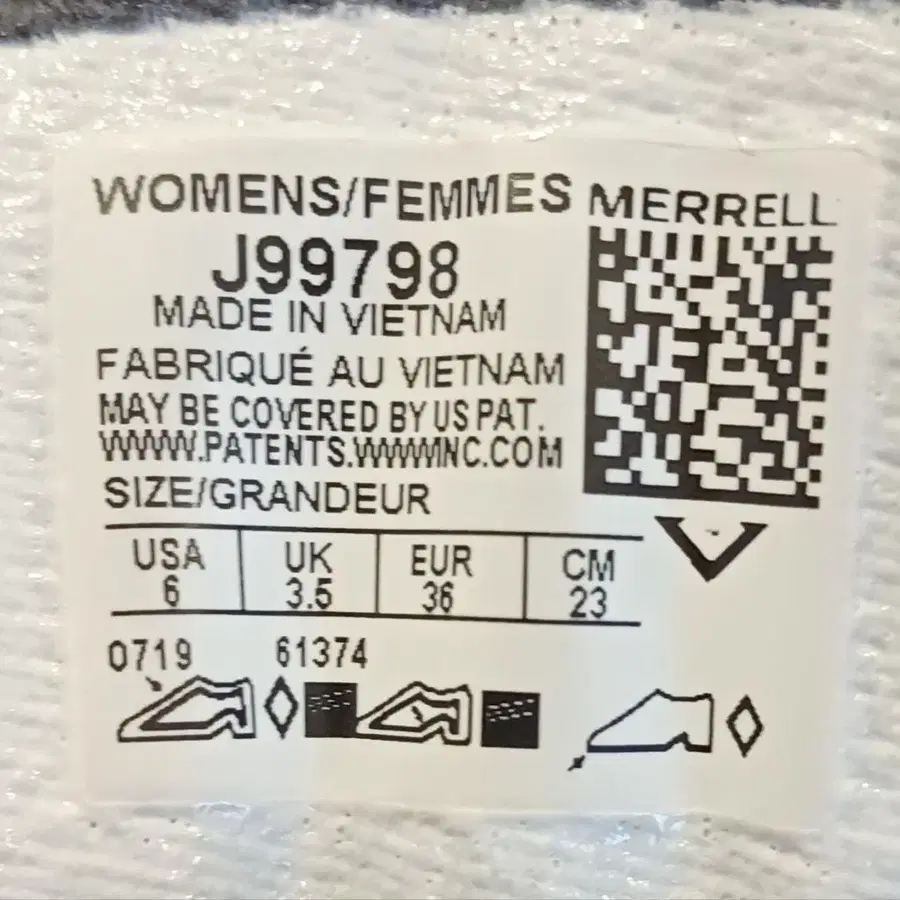 WOMENS/FEMMES MERRELL
J99798
MADE IN VIETNAM
FABRIQUÉ AU VIETNAM
MAY BE COVERED BY US PAT.
WWW.PATENTS.WWWINC.COM
SIZE/GRANDEUR
USA UK EUR CM
6 3.5 36 23
0719 61374